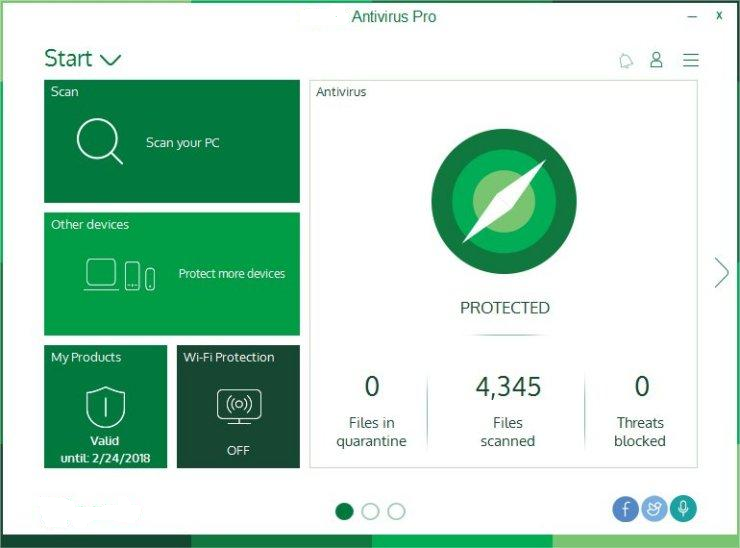 Antivirus Pro
Start
Scan
Scan your PC
Other devices
Protect more devices
My Products
Valid
until: 2/24/2018
Wi-Fi Protection
OFF
Antivirus
PROTECTED
0
Files in
quarantine
4,345
Files
scanned
0
Threats
blocked